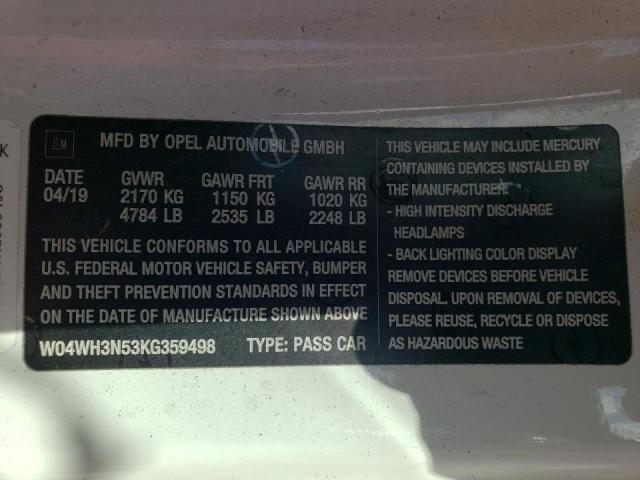 GM
MFD BY OPEL AUTOMOBILE GMBH
DATE GVWR GAWR FRT GAWR RR
04/19 2170 KG 1150 KG 1020 KG
4784 LB 2535 LB 2248 LB
THIS VEHICLE CONFORMS TO ALL APPLICABLE
U.S. FEDERAL MOTOR VEHICLE SAFETY, BUMPER
AND THEFT PREVENTION STANDARDS IN EFFECT
ON THE DATE OF MANUFACTURE SHOWN ABOVE
W04WH3N53KG359498 TYPE: PASS CAR
THIS VEHICLE MAY INCLUDE MERCURY
CONTAINING DEVICES INSTALLED BY
THE MANUFACTURER:
- HIGH INTENSITY DISCHARGE
HEADLAMPS
- BACK LIGHTING COLOR DISPLAY
REMOVE DEVICES BEFORE VEHICLE
DISPOSAL. UPON REMOVAL OF DEVICES,
PLEASE REUSE, RECYCLE OR DISPOSE
AS HAZARDOUS WASTE
K